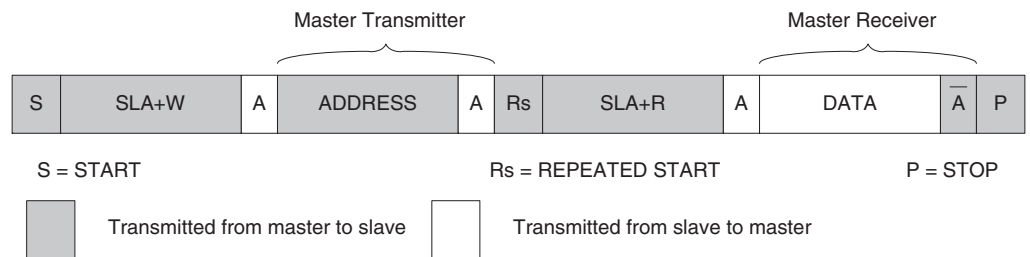 Master Transmitter Master Receiver
S SLA+W A ADDRESS A Rs SLA+R A DATA A̅ P
S = START Rs = REPEATED START P = STOP
Transmitted from master to slave Transmitted from slave to master